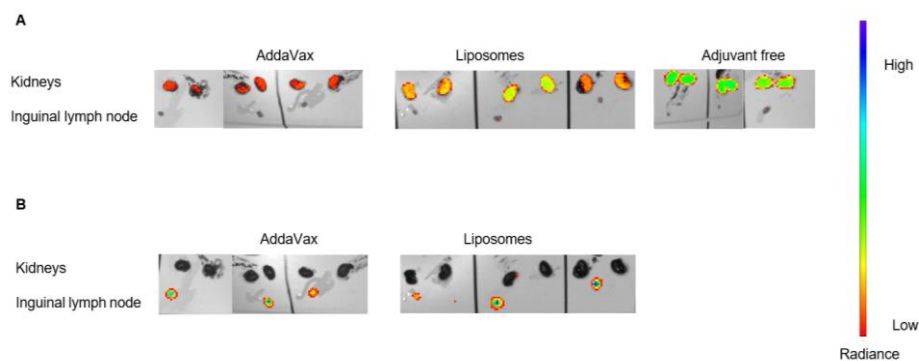 A
AddaVax
Liposomes
Adjuvant free
High
Kidneys
Inguinal lymph node
B
AddaVax
Liposomes
Kidneys
Inguinal lymph node
Low
Radiance